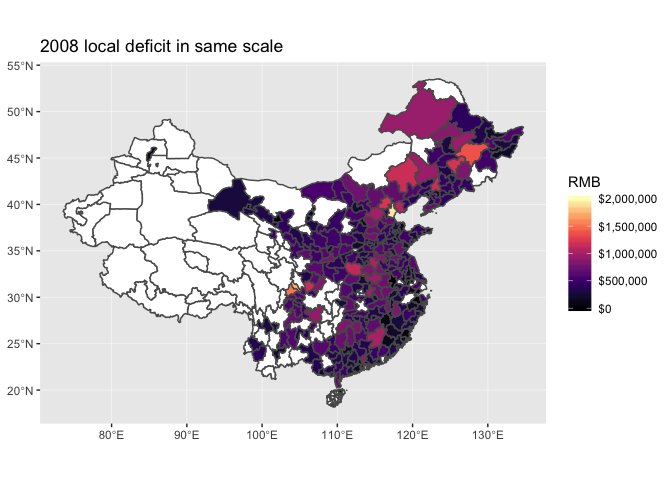 2008 local deficit in same scale
55°N
50°N
45°N
40°N
35°N
30°N
25°N
20°N
80°E
90°E
100°E
110°E
120°E
130°E
RMB
$2,000,000
$1,500,000
$1,000,000
$500,000
$0